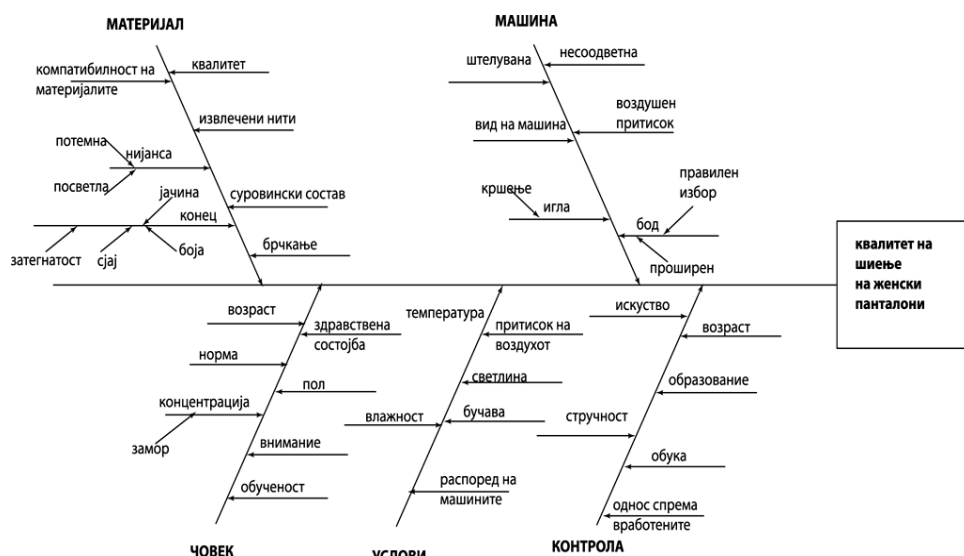 МАТЕРИЈАЛ
МАШИНА
квалитет
компатибилност на
материјалите
извлечени нити
потемна
нијанса
посветла
јачина
суровински состав
конец
затегнатост
сјај
боја
брчкање
несоодветна
штелувана
воздушен
притисок
вид на машина
правилен
избор
кршење
игла
бод
проширен
квалитет на
шиење
на женски
панталони
возраст
здравствена
состојба
норма
пол
концентрација
замор
внимание
обученост
температура
притисок на
воздухот
светлина
влажност
бучава
распоред на
машините
искуство
возраст
образование
стручност
обука
однос спрема
вработените
ЧОВЕК
УСЛОВИ
КОНТРОЛА